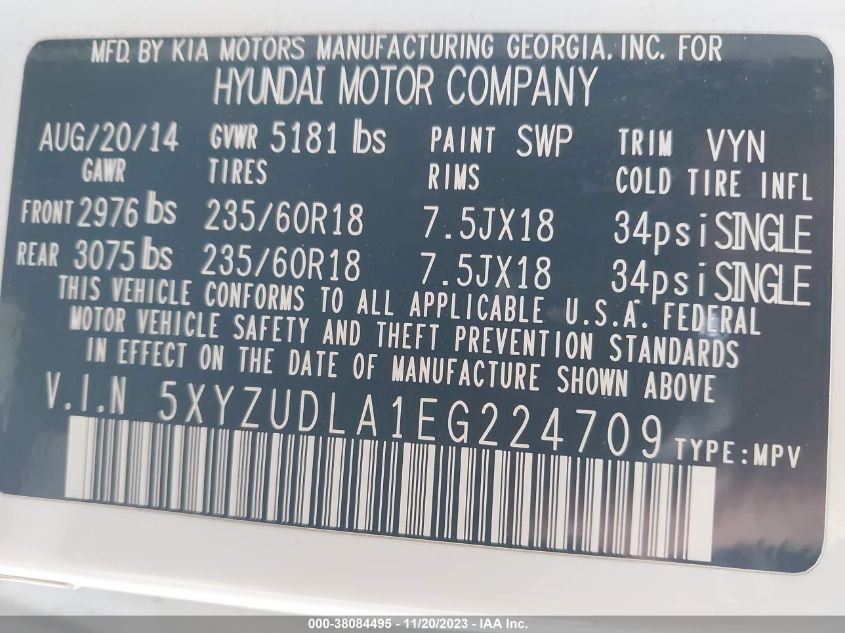 MFD. BY KIA MOTORS MANUFACTURING GEORGIA, INC. FOR
HYUNDAI MOTOR COMPANY
AUG/20/14 GVWR 5181 lbs PAINT SWP TRIM VYN
GAWR TIRES RIMS COLD TIRE INFL
FRONT 2976 lbs 235/60R18 7.5JX18 34psi SINGLE
REAR 3075 lbs 235/60R18 7.5JX18 34psi SINGLE
THIS VEHICLE CONFORMS TO ALL APPLICABLE U.S.A. FEDERAL
MOTOR VEHICLE SAFETY AND THEFT PREVENTION STANDARDS
IN EFFECT ON THE DATE OF MANUFACTURE SHOWN ABOVE
V.I.N 5XYZUDLA1EG224709 TYPE:MPV
000-38084495 - 11/20/2023 - IAA Inc.